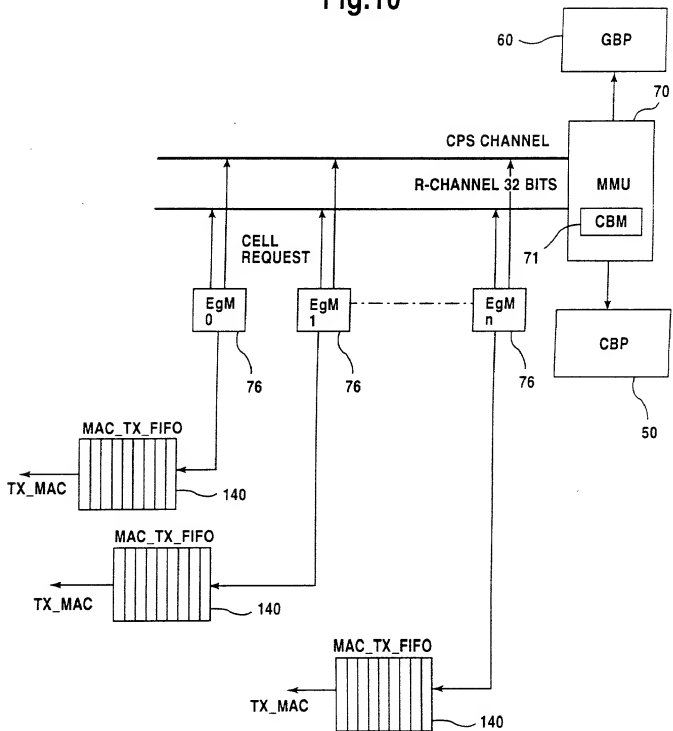 Fig.10
60
GBP
70
CPS CHANNEL
R-CHANNEL 32 BITS
MMU
CBM
71
CELL
REQUEST
EgM
0
EgM
1
EgM
n
76
76
76
CBP
50
MAC_TX_FIFO
TX_MAC
140
MAC_TX_FIFO
TX_MAC
140
MAC_TX_FIFO
TX_MAC
140